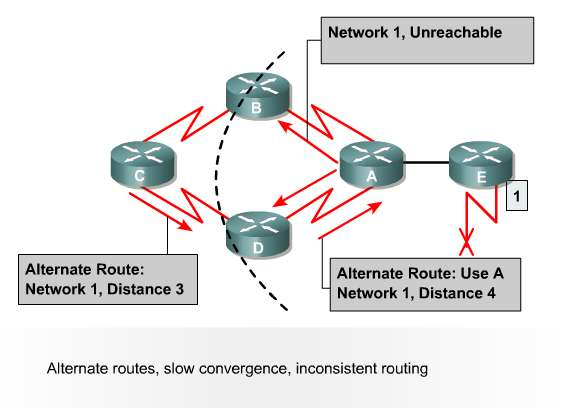 Network 1, Unreachable
B
C
A
E
1
D
Alternate Route:
Network 1, Distance 3
Alternate Route: Use A
Network 1, Distance 4
Alternate routes, slow convergence, inconsistent routing